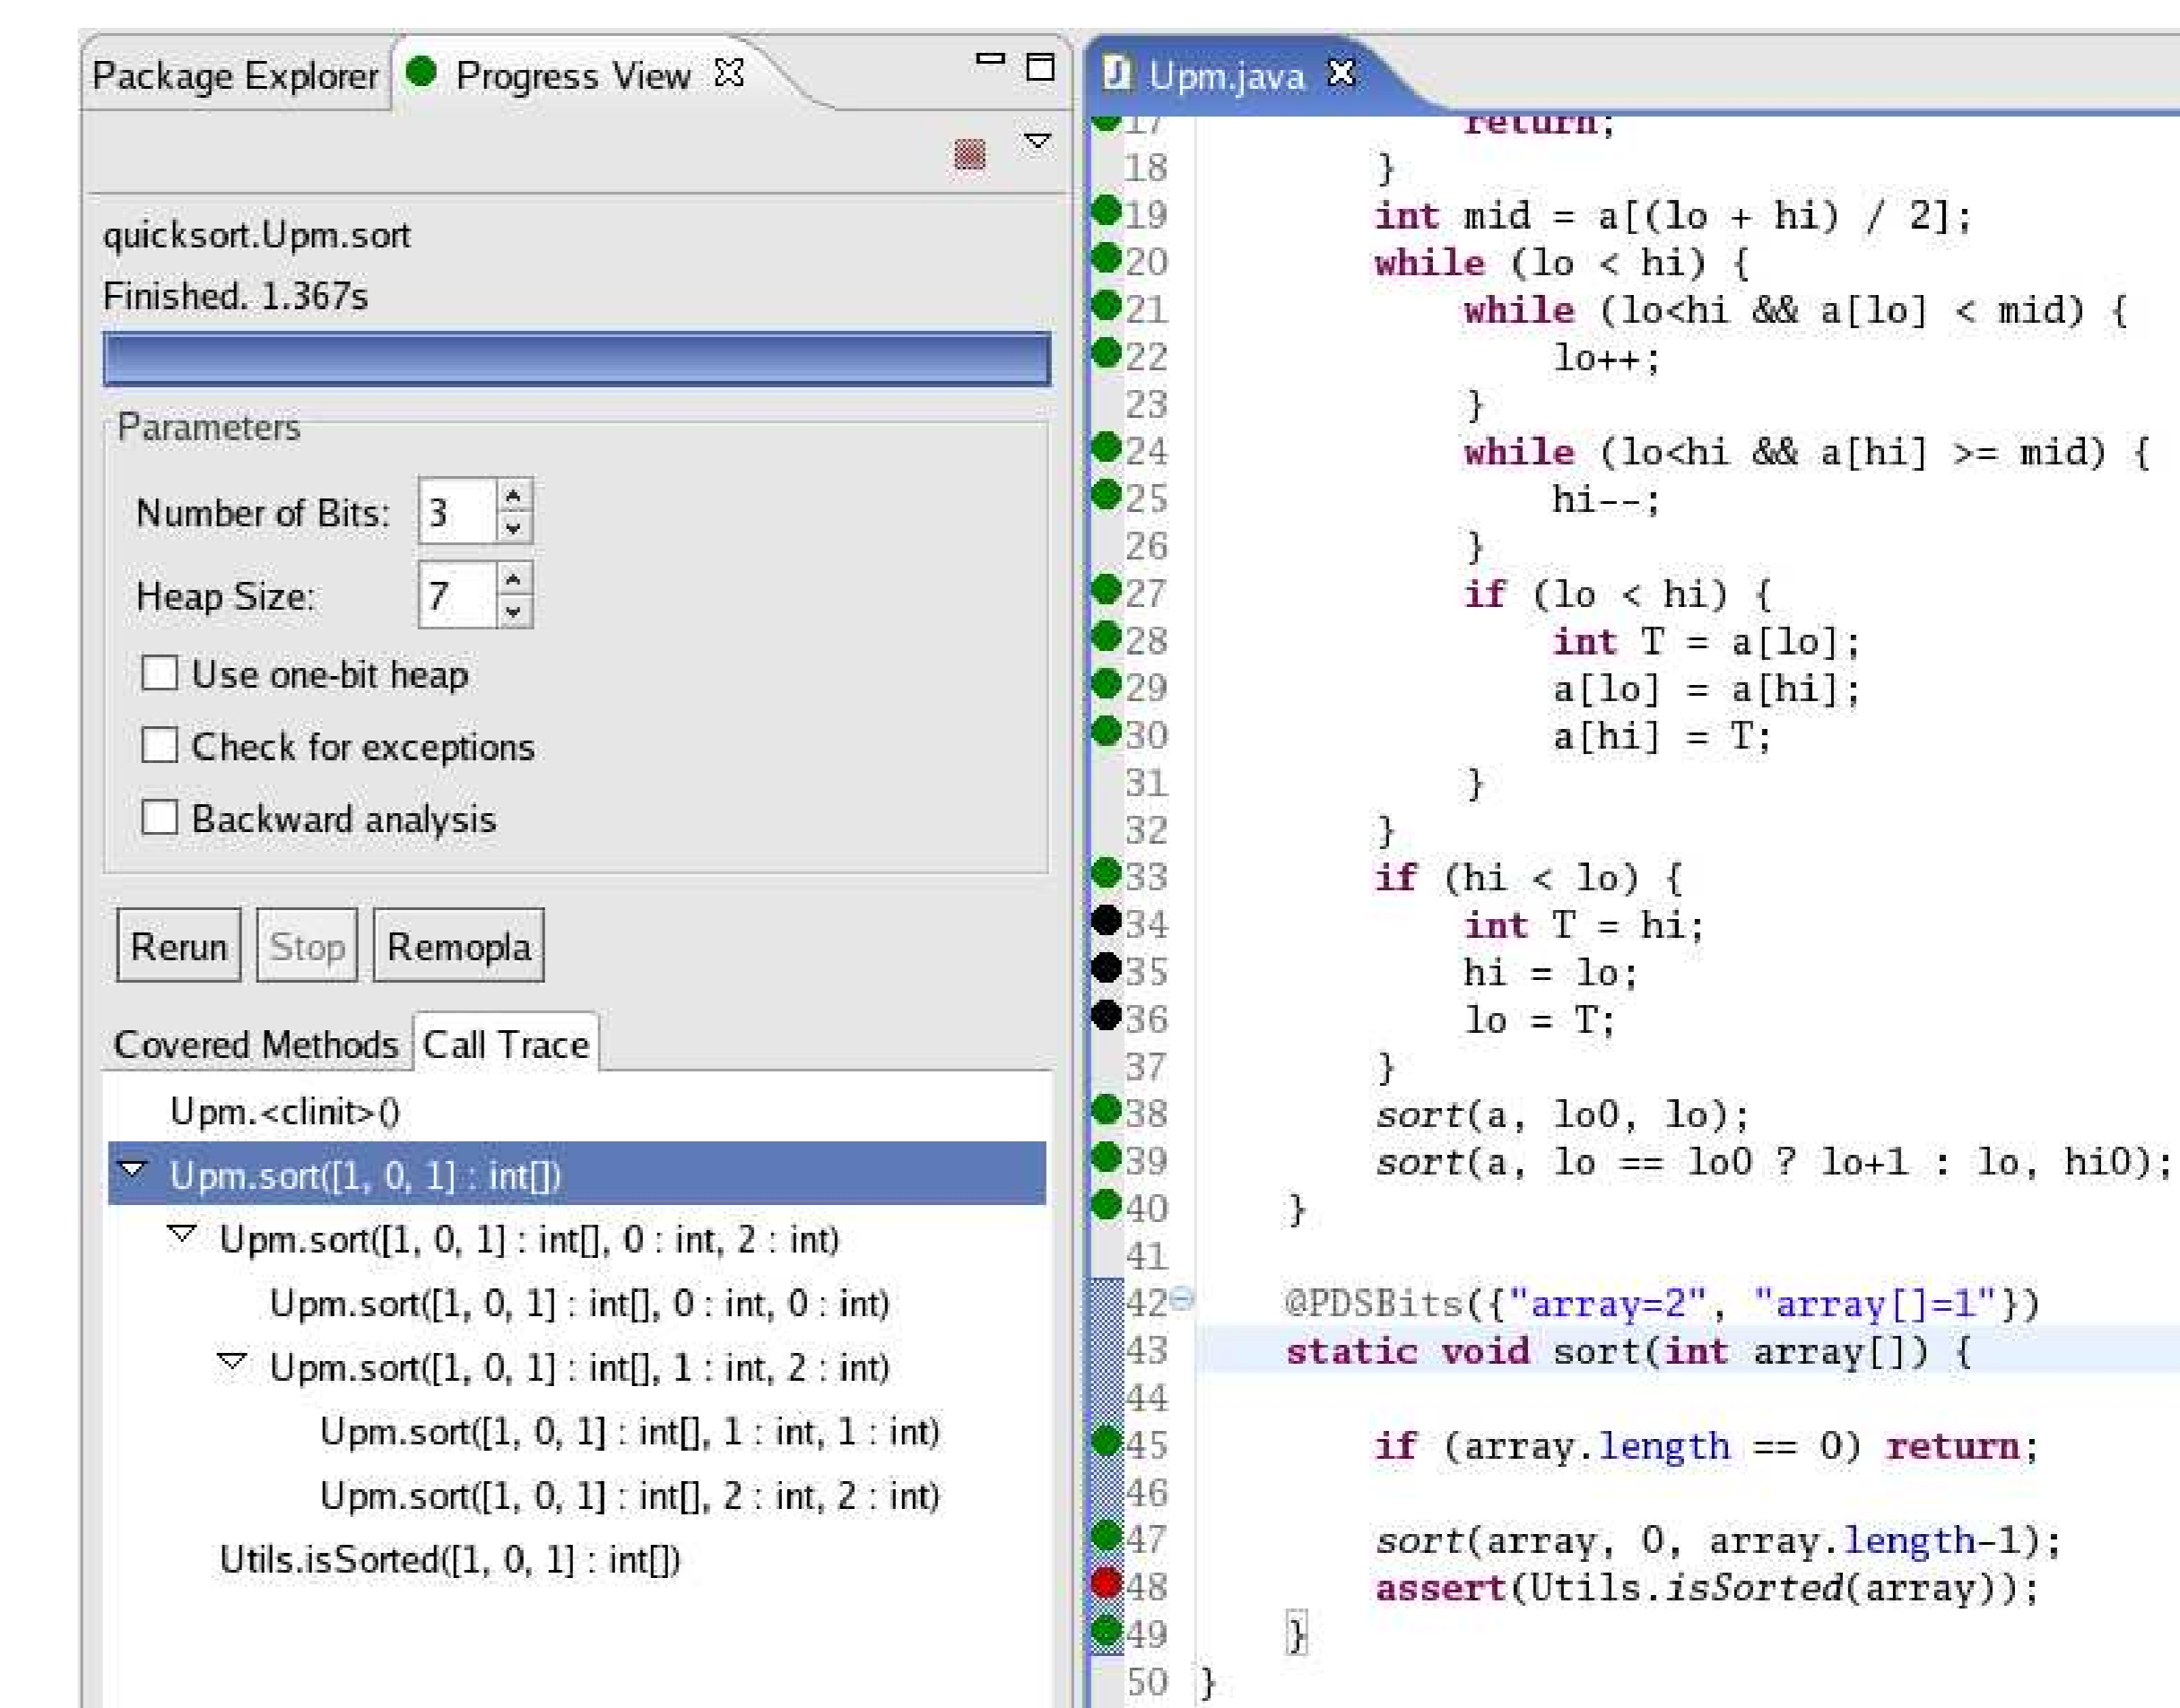 Package Explorer
Progress View
quicksort.Upm.sort
Finished. 1.367s
Parameters
Number of Bits: 3
Heap Size: 7
Use one-bit heap
Check for exceptions
Backward analysis
Rerun Stop Remopla
Covered Methods Call Trace
Upm.<clinit>()
Upm.sort([1, 0, 1] : int[])
Upm.sort([1, 0, 1] : int[], 0 : int, 2 : int)
Upm.sort([1, 0, 1] : int[], 0 : int, 0 : int)
Upm.sort([1, 0, 1] : int[], 1 : int, 2 : int)
Upm.sort([1, 0, 1] : int[], 1 : int, 1 : int)
Upm.sort([1, 0, 1] : int[], 2 : int, 2 : int)
Utils.isSorted([1, 0, 1] : int[])
Upm.java
17 return;
18 }
19 int mid = a[(lo + hi) / 2];
20 while (lo < hi) {
21 while (lo<hi && a[lo] < mid) {
22 lo++;
23 }
24 while (lo<hi && a[hi] >= mid) {
25 hi--;
26 }
27 if (lo < hi) {
28 int T = a[lo];
29 a[lo] = a[hi];
30 a[hi] = T;
31 }
32 }
33 if (hi < lo) {
34 int T = hi;
35 hi = lo;
36 lo = T;
37 }
38 sort(a, lo0, lo);
39 sort(a, lo == lo0 ? lo+1 : lo, hi0);
40 }
41
42 @PDSBits({"array=2", "array[]=1"})
43 static void sort(int array[]) {
44
45 if (array.length == 0) return;
46
47 sort(array, 0, array.length-1);
48 assert(Utils.isSorted(array));
49 }
50 }